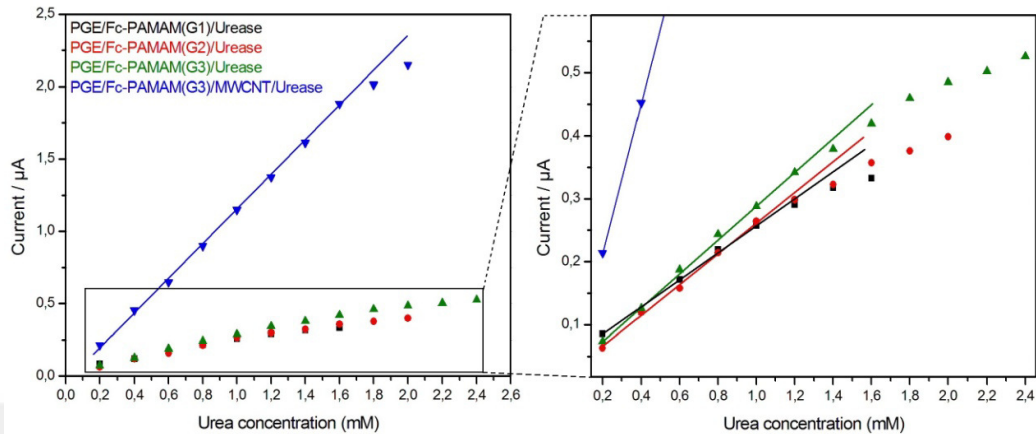 2,5
2,0
1,5
1,0
0,5
0,0
Current / µA
PGE/Fc-PAMAM(G1)/Urease
PGE/Fc-PAMAM(G2)/Urease
PGE/Fc-PAMAM(G3)/Urease
PGE/Fc-PAMAM(G3)/MWCNT/Urease
0,0 0,2 0,4 0,6 0,8 1,0 1,2 1,4 1,6 1,8 2,0 2,2 2,4 2,6
Urea concentration (mM)
0,5
0,4
0,3
0,2
0,1
Current / µA
0,2 0,4 0,6 0,8 1,0 1,2 1,4 1,6 1,8 2,0 2,2 2,4
Urea concentration (mM)